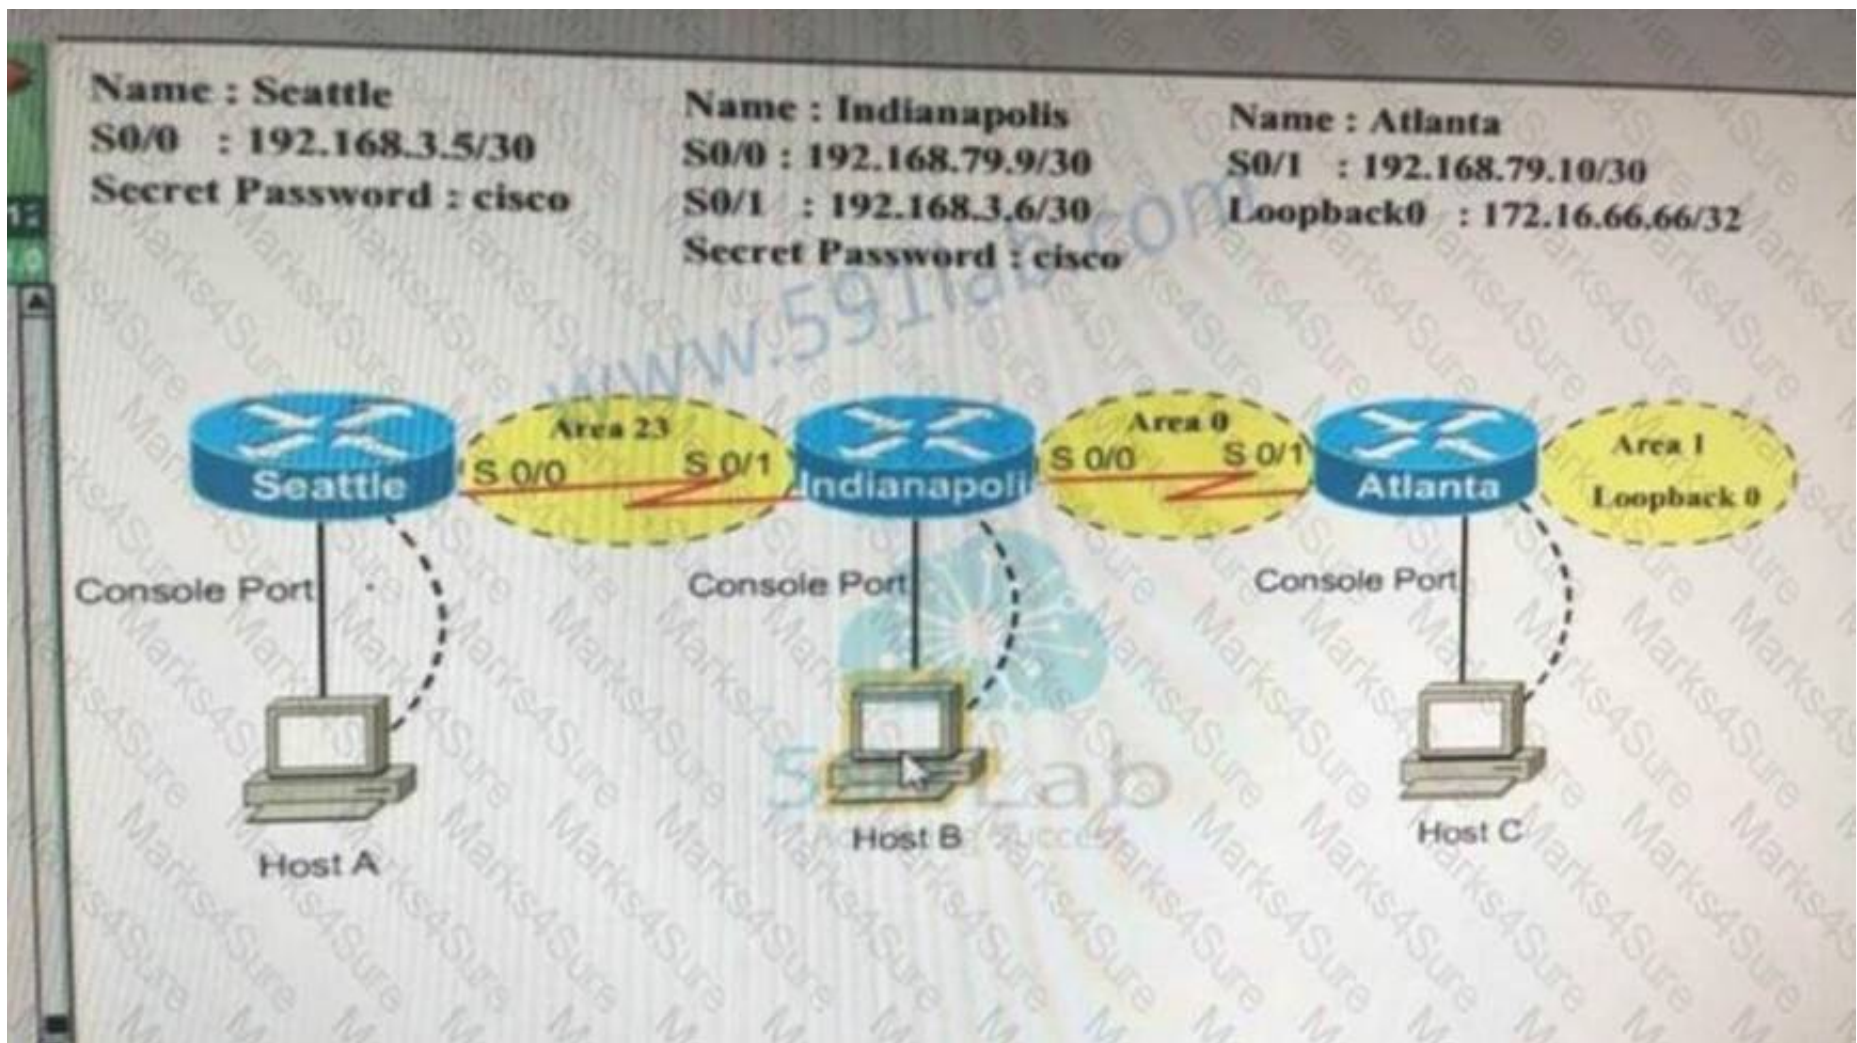 Name : Seattle
S0/0 : 192.168.3.5/30
Secret Password : cisco
Name : Indianapolis
S0/0 : 192.168.79.9/30
S0/1 : 192.168.3.6/30
Secret Password : cisco
Name : Atlanta
S0/1 : 192.168.79.10/30
Loopback0 : 172.16.66.66/32
www.591lab.com
Area 23
S 0/0
S 0/1
Seattle
Indianapoli
Area 0
S 0/0
S 0/1
Atlanta
Area 1
Loopback 0
Console Port
Console Port
Console Port
Host A
Host B
Host C
Marks4Sure